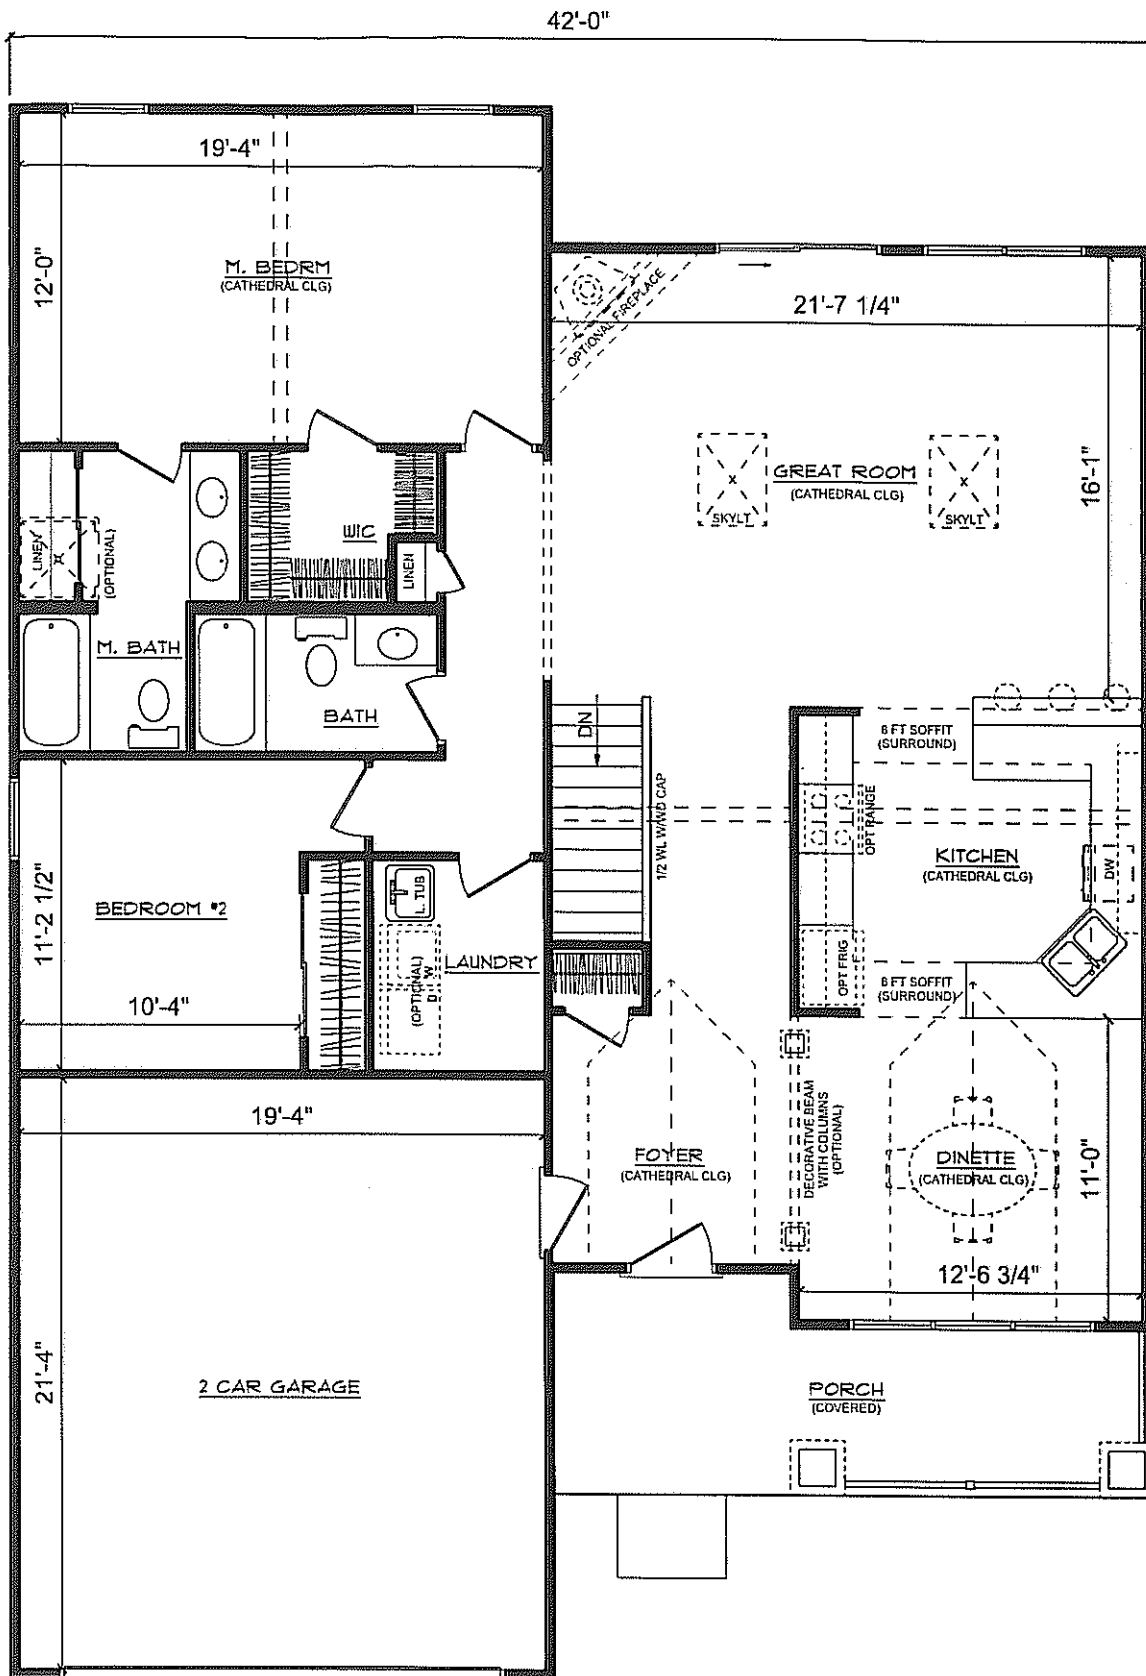 42'-0"
19'-4"
12'-0"
M. BEDRM
(CATHEDRAL CLG)
OPTIONAL FIREPLACE
21'-7 1/4"
16'-1"
GREAT ROOM
(CATHEDRAL CLG)
SKYLT
SKYLT
LINEN
(OPTIONAL)
WIC
LINEN
M. BATH
BATH
DN
1/2 WL W/WD CAP
8 FT SOFFIT
(SURROUND)
OPT RANGE
KITCHEN
(CATHEDRAL CLG)
DW
OPT FRIG
8 FT SOFFIT
(SURROUND)
BEDROOM #2
11'-2 1/2"
10'-4"
L. TUB
LAUNDRY
(OPTIONAL)
D W
19'-4"
FOYER
(CATHEDRAL CLG)
DECORATIVE BEAM
WITH COLUMNS
(OPTIONAL)
DINETTE
(CATHEDRAL CLG)
11'-0"
12'-6 3/4"
21'-4"
2 CAR GARAGE
PORCH
(COVERED)